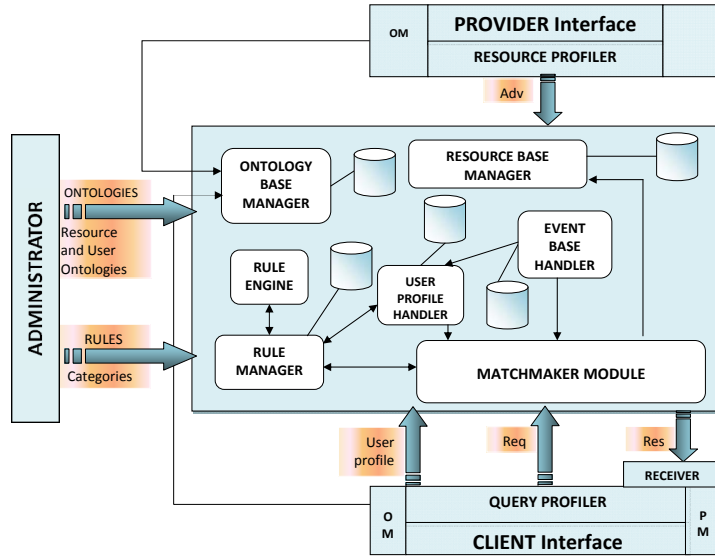 OM
PROVIDER Interface
RESOURCE PROFILER
Adv
ADMINISTRATOR
ONTOLOGIES
Resource
and User
Ontologies
RULES
Categories
ONTOLOGY
BASE
MANAGER
RESOURCE BASE
MANAGER
EVENT
BASE
HANDLER
RULE
ENGINE
USER
PROFILE
HANDLER
RULE
MANAGER
MATCHMAKER MODULE
User
profile
Req
Res
RECEIVER
O
M
QUERY PROFILER
CLIENT Interface
P
M